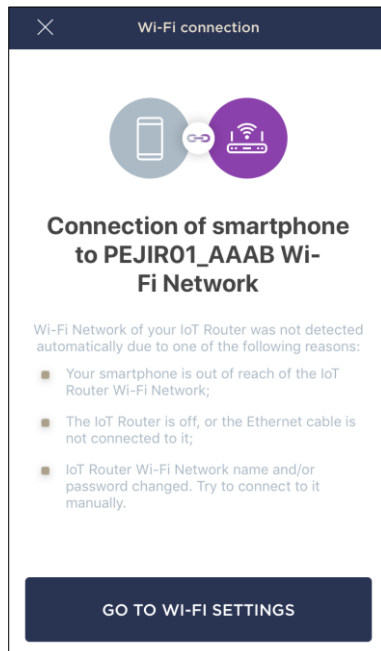 Wi-Fi connection
Connection of smartphone
to PEJIR01_AAAB Wi-
Fi Network
Wi-Fi Network of your IoT Router was not detected
automatically due to one of the following reasons:
Your smartphone is out of reach of the IoT
Router Wi-Fi Network;
The IoT Router is off, or the Ethernet cable is
not connected to it;
IoT Router Wi-Fi Network name and/or
password changed. Try to connect to it
manually.
GO TO WI-FI SETTINGS